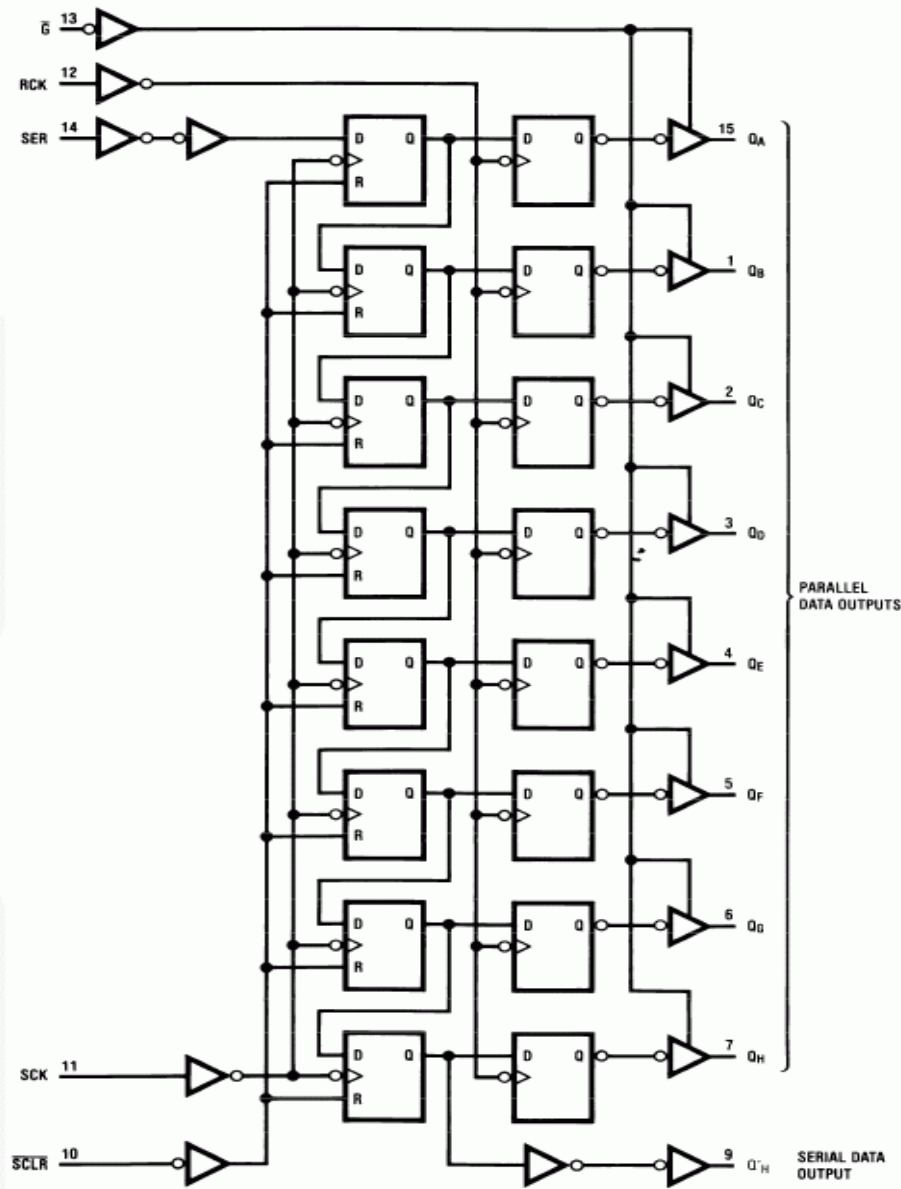 G̅ 13
RCK 12
SER 14
D Q D Q 15 QA
R
D Q D Q 1 QB
R
D Q D Q 2 QC
R
D Q D Q 3 QD
R
D Q D Q 4 QE
R
D Q D Q 5 QF
R
D Q D Q 6 QG
R
D Q D Q 7 QH
R
PARALLEL
DATA OUTPUTS
SCK 11
S̅C̅L̅R̅ 10
9 Q'H
SERIAL DATA
OUTPUT